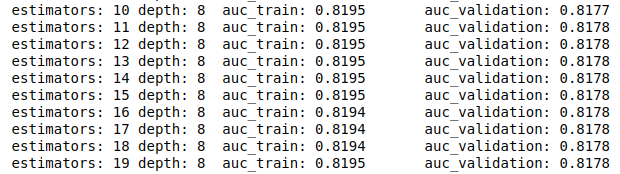 estimators: 10 depth: 8  auc_train: 0.8195       auc_validation: 0.8177
estimators: 11 depth: 8  auc_train: 0.8195       auc_validation: 0.8178
estimators: 12 depth: 8  auc_train: 0.8195       auc_validation: 0.8178
estimators: 13 depth: 8  auc_train: 0.8195       auc_validation: 0.8178
estimators: 14 depth: 8  auc_train: 0.8195       auc_validation: 0.8178
estimators: 15 depth: 8  auc_train: 0.8195       auc_validation: 0.8178
estimators: 16 depth: 8  auc_train: 0.8194       auc_validation: 0.8178
estimators: 17 depth: 8  auc_train: 0.8194       auc_validation: 0.8178
estimators: 18 depth: 8  auc_train: 0.8194       auc_validation: 0.8178
estimators: 19 depth: 8  auc_train: 0.8195       auc_validation: 0.8178